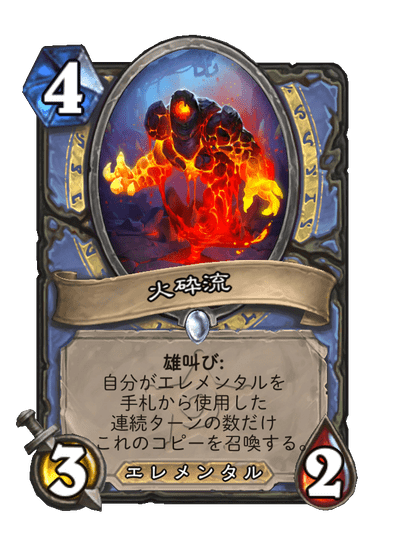 4
火砕流
雄叫び:
自分がエレメンタルを
手札から使用した
連続ターンの数だけ
これのコピーを召喚する。
3
エレメンタル
2